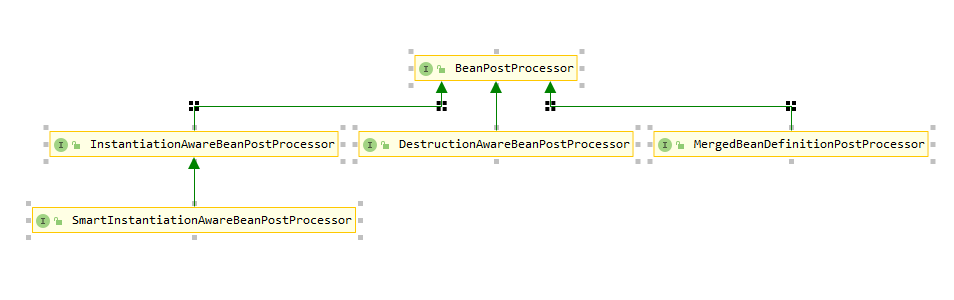 I BeanPostProcessor
I InstantiationAwareBeanPostProcessor
I DestructionAwareBeanPostProcessor
I MergedBeanDefinitionPostProcessor
I SmartInstantiationAwareBeanPostProcessor